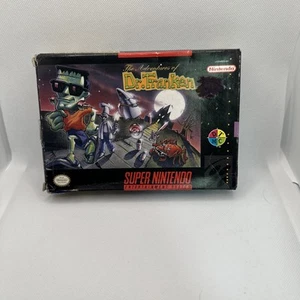 The Adventures of
Dr. Franken
Nintendo
SUPER NINTENDO
ENTERTAINMENT SYSTEM